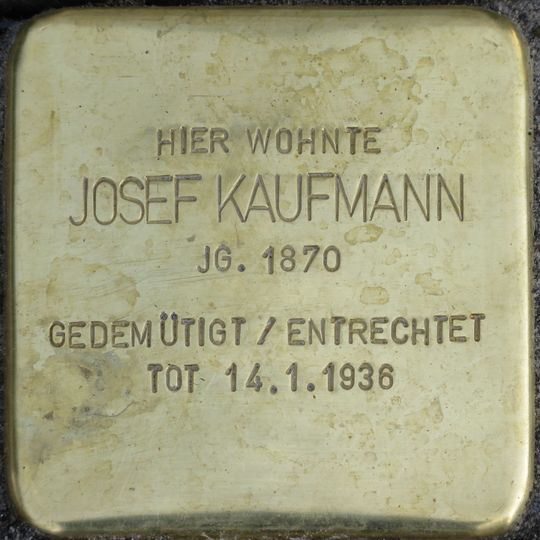 HIER WOHNTE
JOSEF KAUFMANN
JG. 1870
GEDEMÜTIGT / ENTRECHTET
TOT 14.1.1936